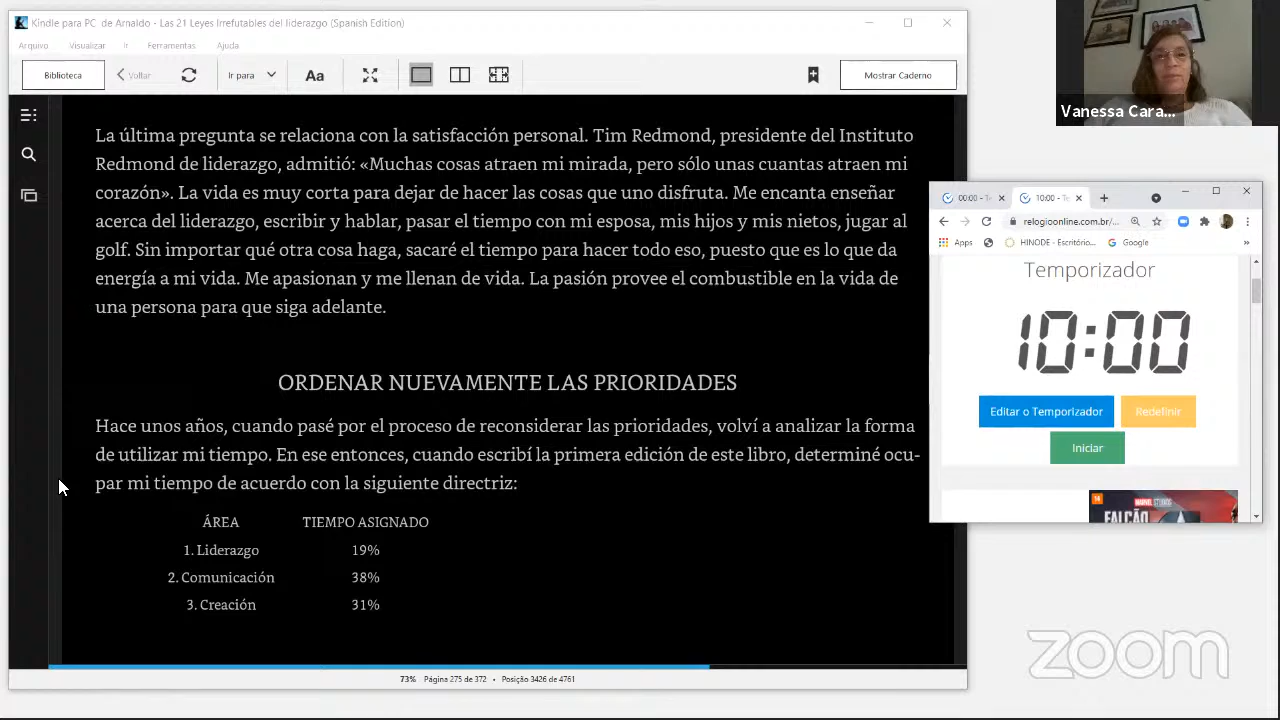 Kindle para PC de Arnaldo - Las 21 Leyes Irrefutables del liderazgo (Spanish Edition)
Arquivo Visualizar Ir Ferramentas Ajuda
Biblioteca Voltar Ir para Aa Mostrar Caderno
La última pregunta se relaciona con la satisfacción personal. Tim Redmond, presidente del Instituto
Redmond de liderazgo, admitió: «Muchas cosas atraen mi mirada, pero sólo unas cuantas atraen mi
corazón». La vida es muy corta para dejar de hacer las cosas que uno disfruta. Me encanta enseñar
acerca del liderazgo, escribir y hablar, pasar el tiempo con mi esposa, mis hijos y mis nietos, jugar al
golf. Sin importar qué otra cosa haga, sacaré el tiempo para hacer todo eso, puesto que es lo que da
energía a mi vida. Me apasionan y me llenan de vida. La pasión provee el combustible en la vida de
una persona para que siga adelante.
ORDENAR NUEVAMENTE LAS PRIORIDADES
Hace unos años, cuando pasé por el proceso de reconsiderar las prioridades, volví a analizar la forma
de utilizar mi tiempo. En ese entonces, cuando escribí la primera edición de este libro, determiné ocu-
par mi tiempo de acuerdo con la siguiente directriz:
ÁREA TIEMPO ASIGNADO
1. Liderazgo 19%
2. Comunicación 38%
3. Creación 31%
73% Página 275 de 372 • Posição 3426 de 4761
Vanessa Cara...
00:00 - T 10:00 - Te
relogioonline.com.br/...
Apps HINODE - Escritório... Google
Temporizador
10:00
Editar o Temporizador Redefinir
Iniciar
14 MARVEL STUDIOS
FALCÃO
zoom